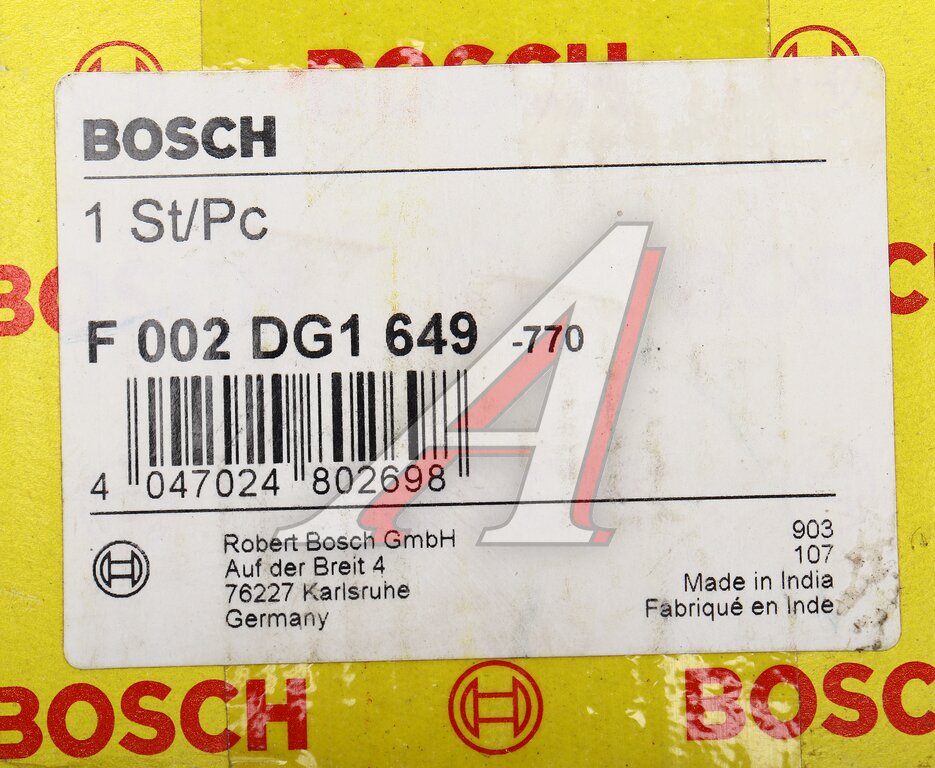 BOSCH
BOSCH
1 St/Pc
F 002 DG1 649 -770
4 047024 802698
Robert Bosch GmbH
Auf der Breit 4
76227 Karlsruhe
Germany
903
107
Made in India
Fabriqué en Inde
BOSCH
BOSCH